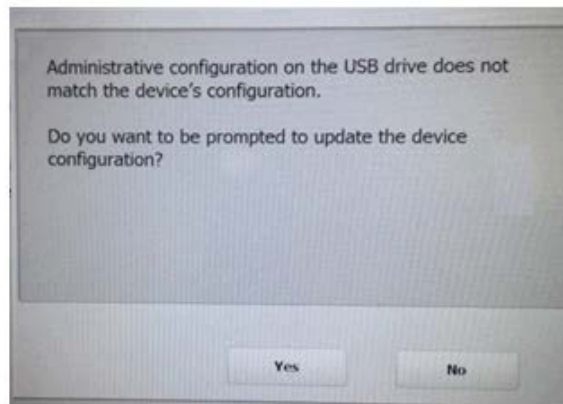 Administrative configuration on the USB drive does not
match the device's configuration.
Do you want to be prompted to update the device
configuration?
Yes
No